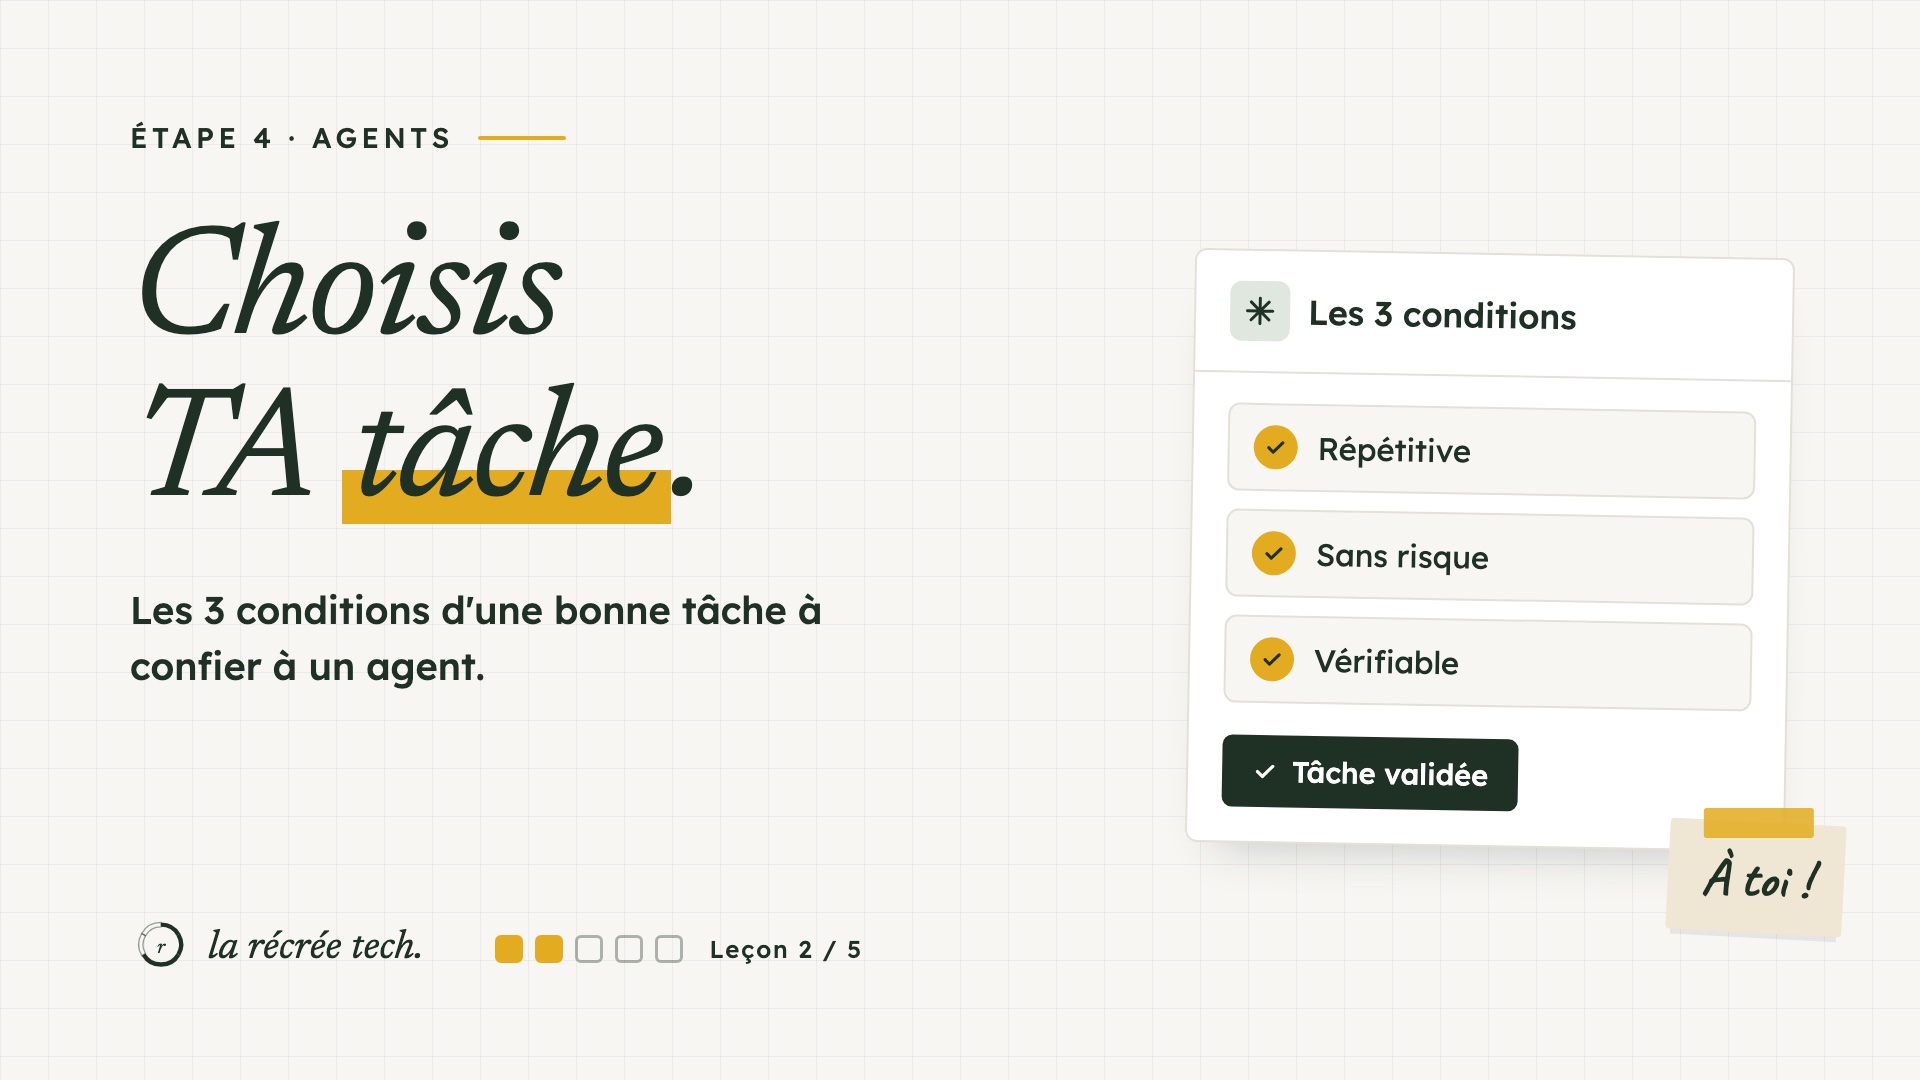 ÉTAPE 4 · AGENTS
Choisis
TA tâche.
Les 3 conditions d'une bonne tâche à
confier à un agent.
Les 3 conditions
Répétitive
Sans risque
Vérifiable
Tâche validée
À toi !
r
la récrée tech.
Leçon 2 / 5